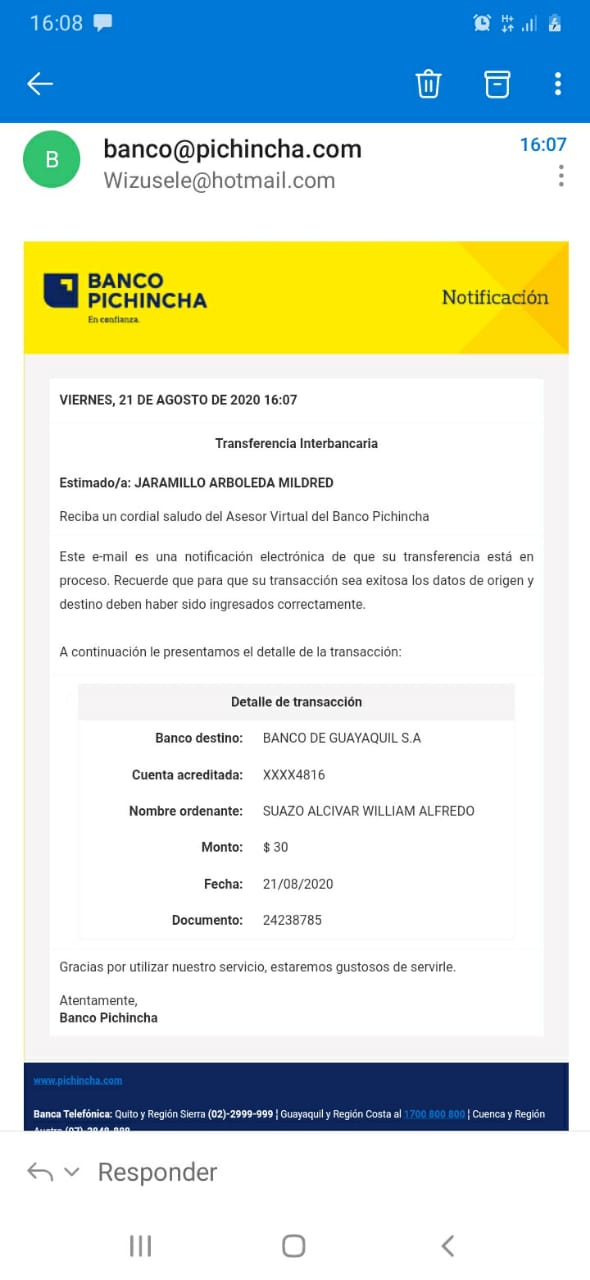 16:08
H+
banco@pichincha.com
16:07
B
Wizusele@hotmail.com
BANCO
PICHINCHA
En confianza.
Notificación
VIERNES, 21 DE AGOSTO DE 2020 16:07
Transferencia Interbancaria
Estimado/a: JARAMILLO ARBOLEDA MILDRED
Reciba un cordial saludo del Asesor Virtual del Banco Pichincha
Este e-mail es una notificación electrónica de que su transferencia está en
proceso. Recuerde que para que su transacción sea exitosa los datos de origen y
destino deben haber sido ingresados correctamente.
A continuación le presentamos el detalle de la transacción:
Detalle de transacción
Banco destino: BANCO DE GUAYAQUIL S.A
Cuenta acreditada: XXXX4816
Nombre ordenante: SUAZO ALCIVAR WILLIAM ALFREDO
Monto: $ 30
Fecha: 21/08/2020
Documento: 24238785
Gracias por utilizar nuestro servicio, estaremos gustosos de servirle.
Atentamente,
Banco Pichincha
www.pichincha.com
Banca Telefónica: Quito y Región Sierra (02)-2999-999 ¦ Guayaquil y Región Costa al 1700 800 800 ¦ Cuenca y Región
Responder